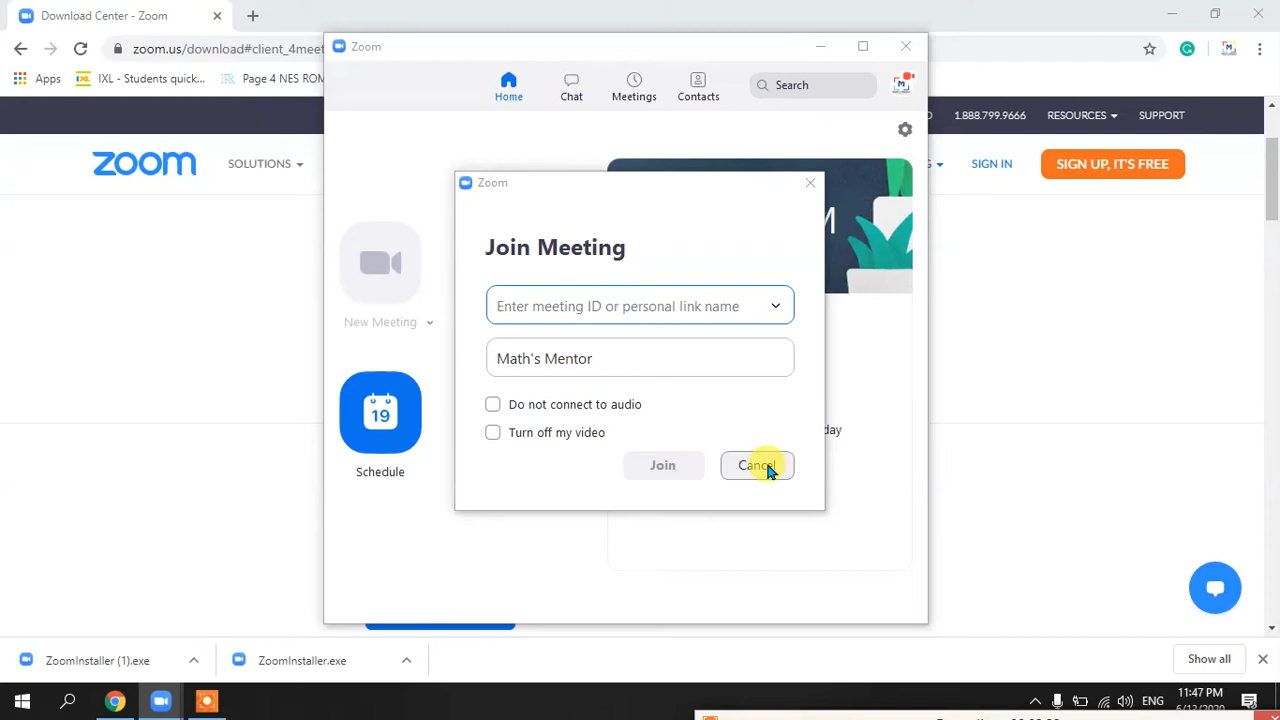 Download Center - Zoom
zoom.us/download#client_4meet
Apps
IXL - Students quick...
Page 4 NES ROM
zoom
SOLUTIONS
1.888.799.9666
RESOURCES
SUPPORT
SIGN IN
SIGN UP, IT'S FREE
Zoom
Home
Chat
Meetings
Contacts
Search
New Meeting
19
Schedule
day
Zoom
Join Meeting
Enter meeting ID or personal link name
Math's Mentor
Do not connect to audio
Turn off my video
Join
Cancel
ZoomInstaller (1).exe
ZoomInstaller.exe
Show all
ENG
11:47 PM
6/13/2020